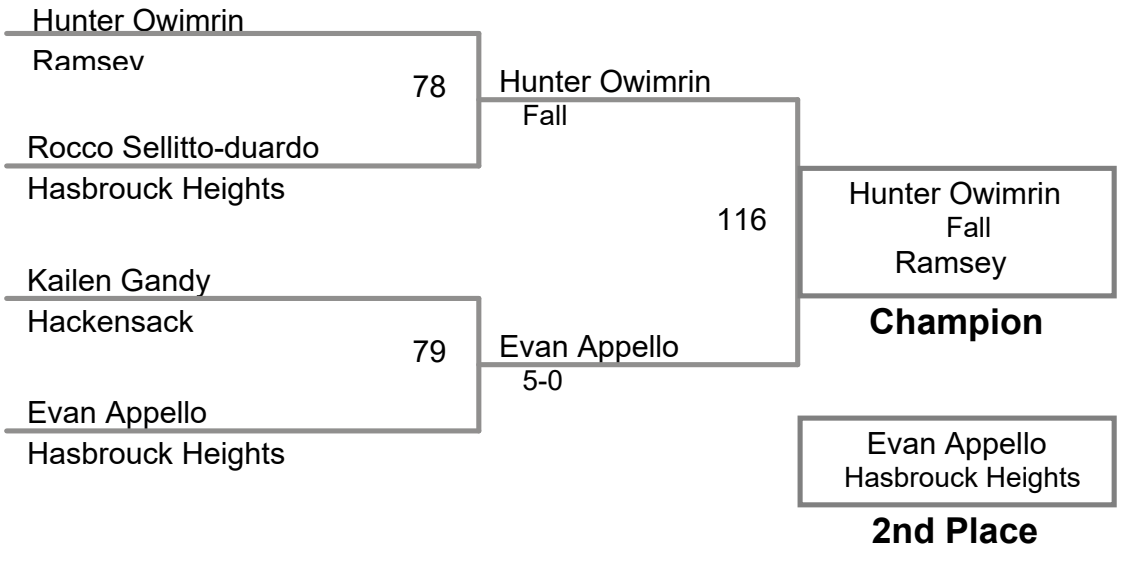 Hunter Owimrin
Ramsey
78
Rocco Sellitto-duardo
Hasbrouck Heights
Kailen Gandy
Hackensack
79
Evan Appello
Hasbrouck Heights
Hunter Owimrin
Fall
116
Evan Appello
5-0
Hunter Owimrin
Fall
Ramsey
Champion
Evan Appello
Hasbrouck Heights
2nd Place